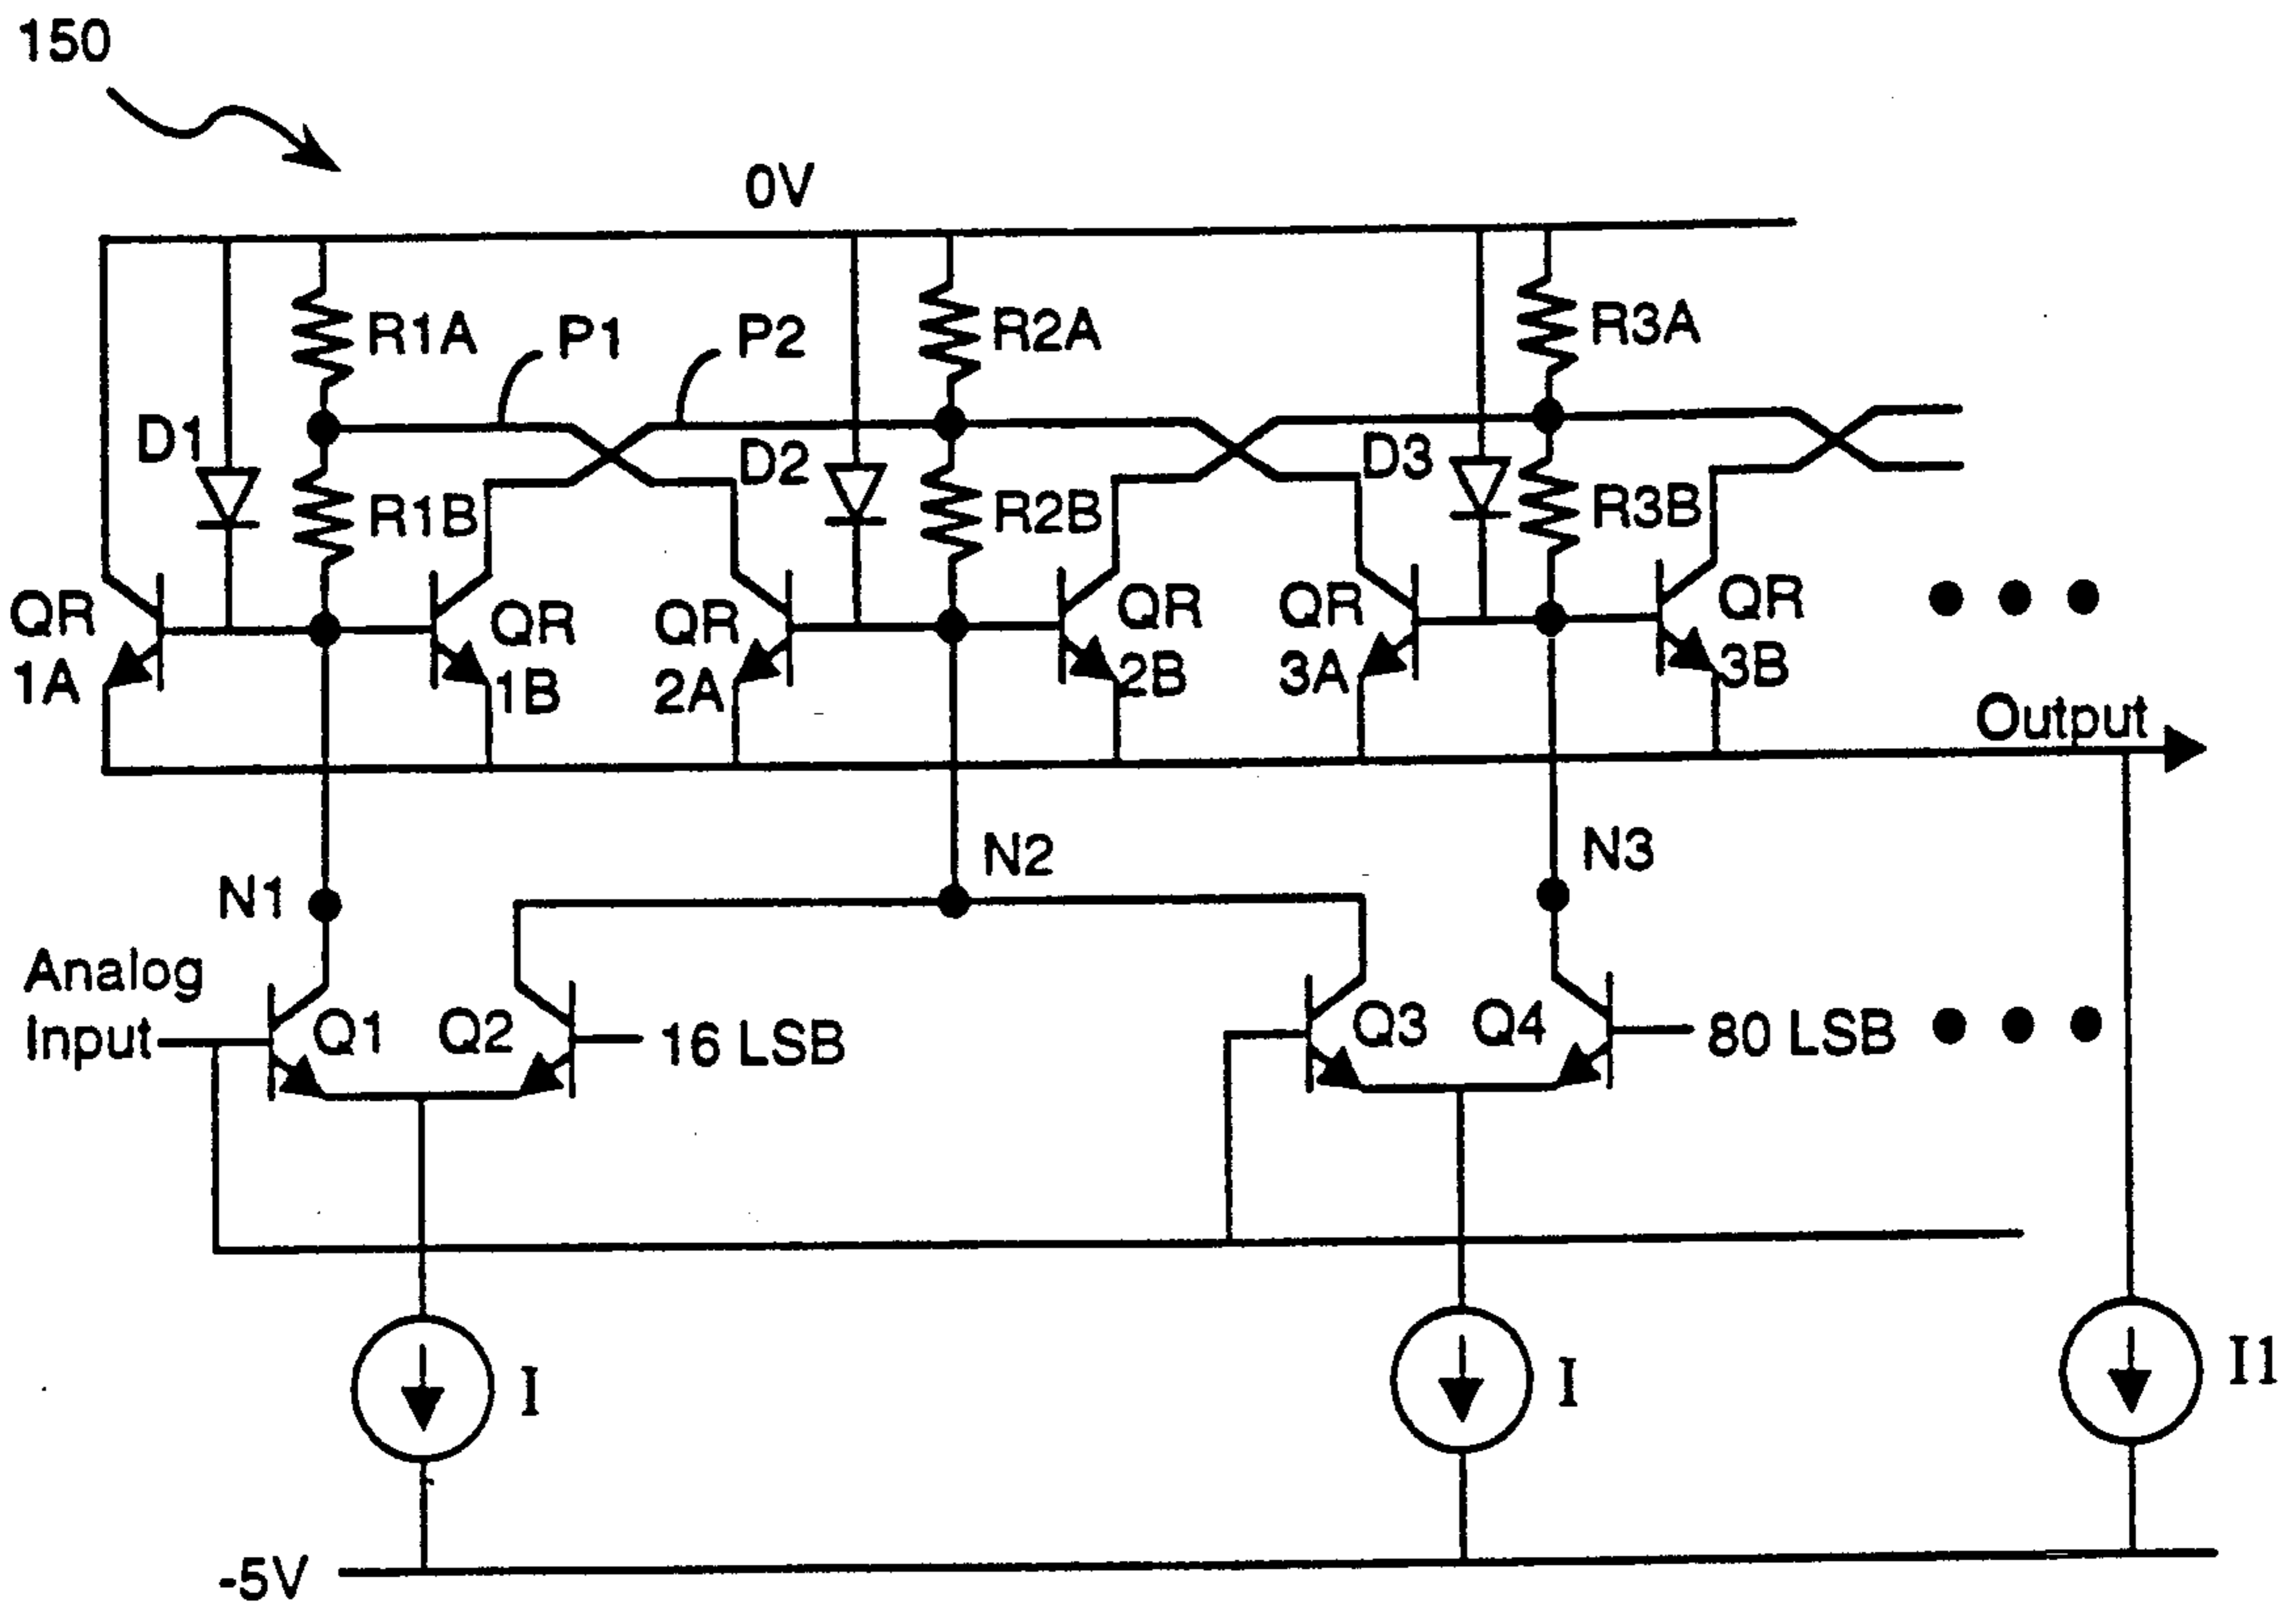 150
0V
R1A
P1
P2
R2A
R3A
D1
D2
D3
R1B
R2B
R3B
QR
1A
QR
1B
QR
2A
QR
2B
QR
3A
QR
3B
Output
N1
N2
N3
Analog
Input
Q1
Q2
16 LSB
Q3
Q4
80 LSB
I
I
I1
-5V